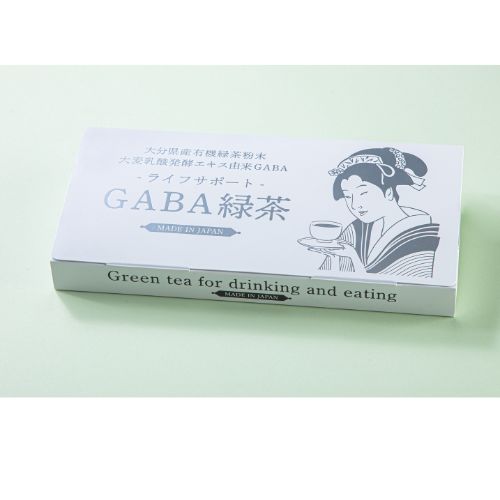 大分県産有機緑茶粉末
大麦乳酸発酵エキス由来GABA
-ライフサポート-
GABA緑茶
MADE IN JAPAN
Green tea for drinking and eating
MADE IN JAPAN